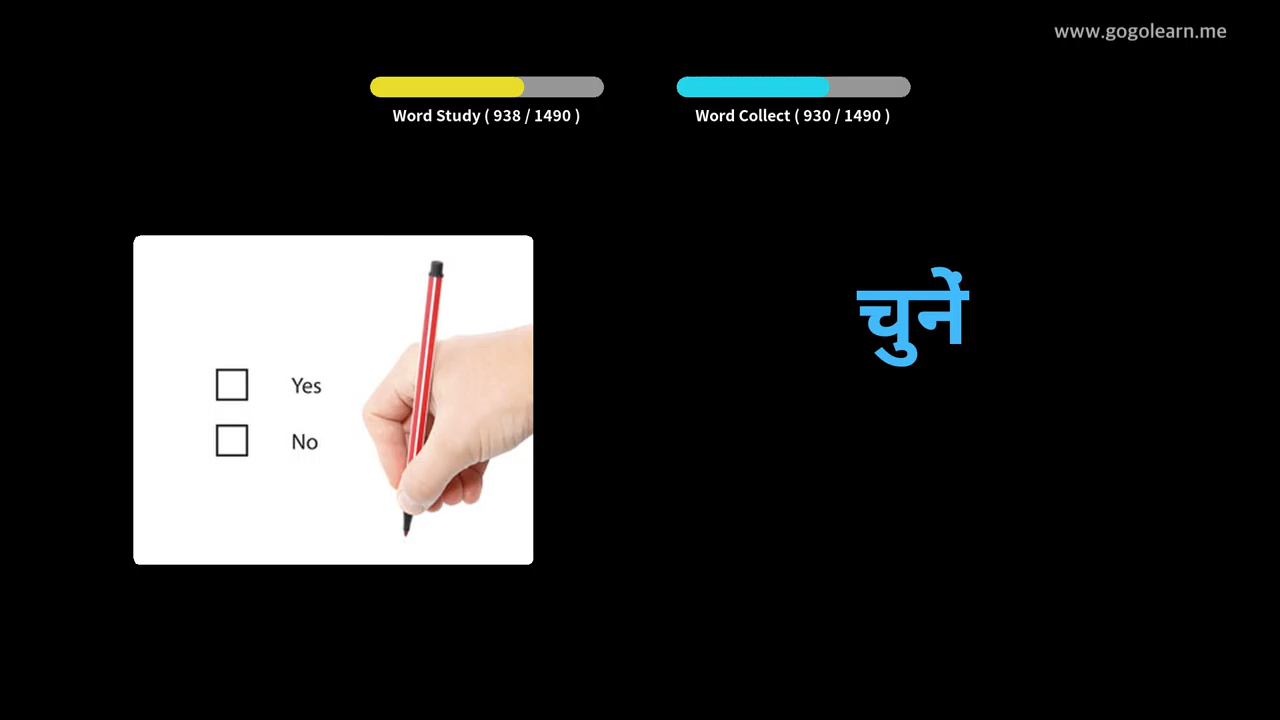 www.gogolearn.me
Word Study ( 938 / 1490 )
Word Collect ( 930 / 1490 )
चुनें
Yes
No